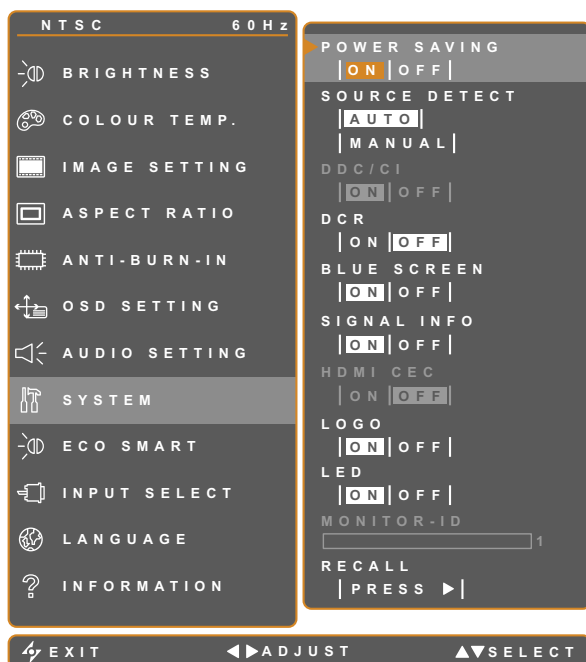 NTSC 60Hz
BRIGHTNESS
COLOUR TEMP.
IMAGE SETTING
ASPECT RATIO
ANTI-BURN-IN
OSD SETTING
AUDIO SETTING
SYSTEM
ECO SMART
INPUT SELECT
LANGUAGE
INFORMATION
POWER SAVING
ON OFF
SOURCE DETECT
AUTO
MANUAL
DDC/CI
ON OFF
DCR
ON OFF
BLUE SCREEN
ON OFF
SIGNAL INFO
ON OFF
HDMI CEC
ON OFF
LOGO
ON OFF
LED
ON OFF
MONITOR-ID
1
RECALL
PRESS ▶
EXIT ◀▶ADJUST ▲▼SELECT